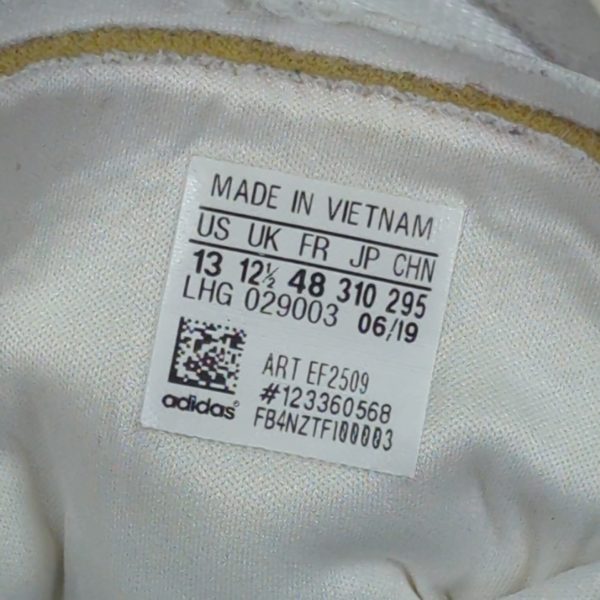 MADE IN VIETNAM
US UK FR JP CHN
13 12½ 48 310 295
LHG 029003 06/19
ART EF2509
#123360568
adidas® FB4NZTFI00003